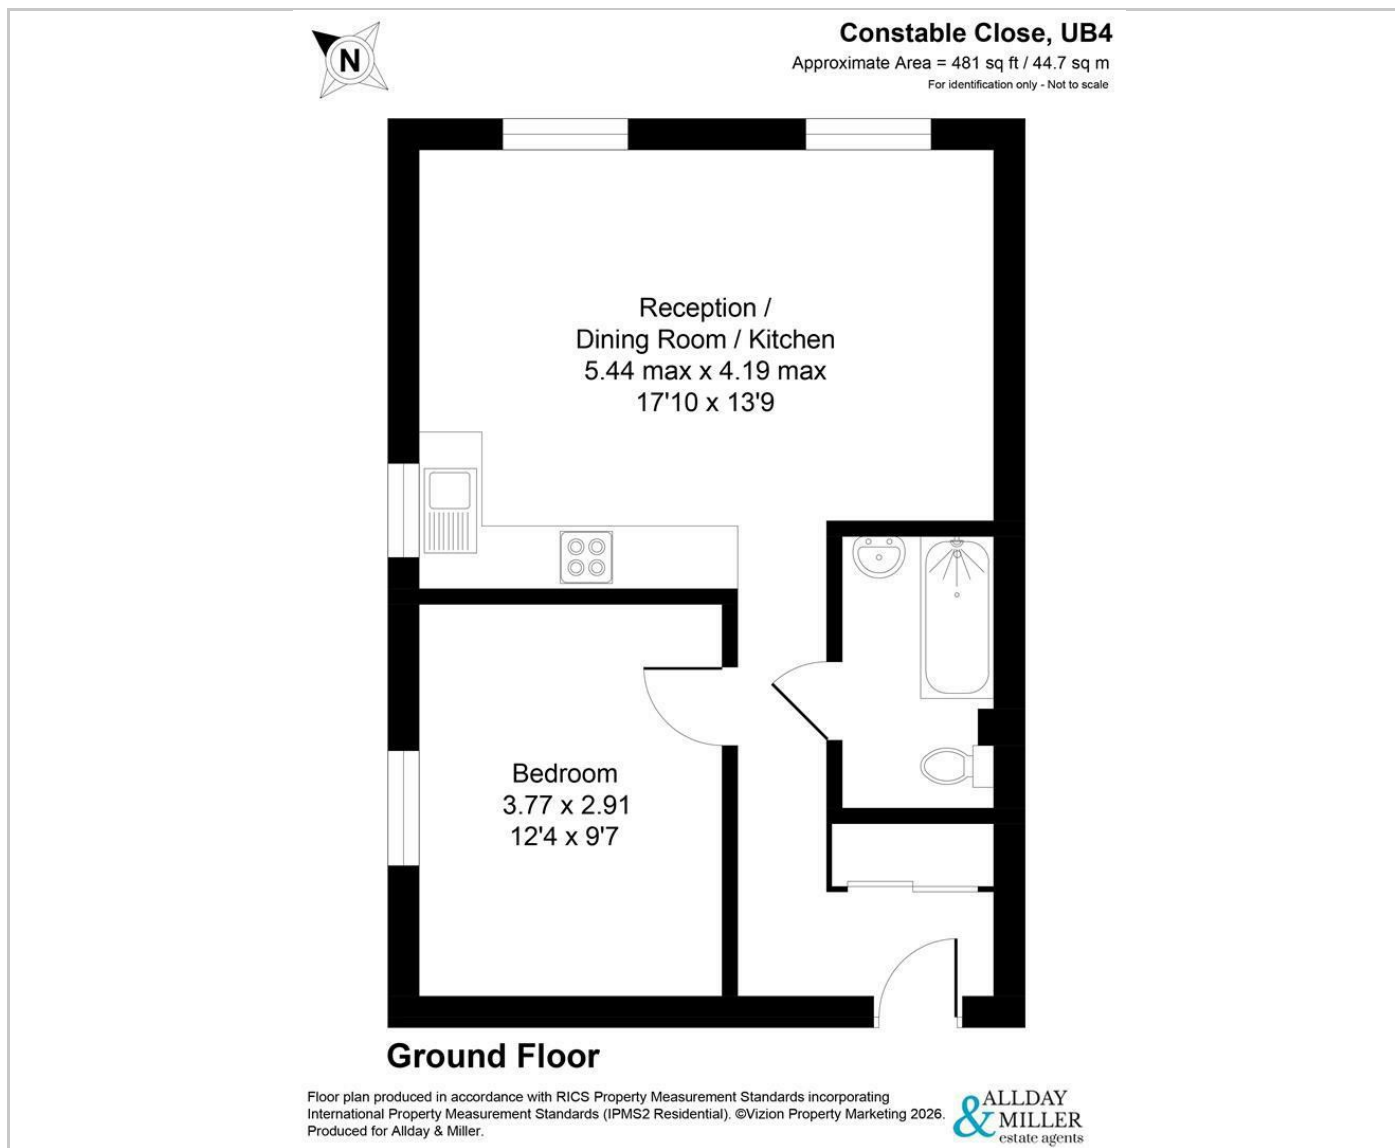 N
Constable Close, UB4
Approximate Area = 481 sq ft / 44.7 sq m
For identification only - Not to scale
Reception /
Dining Room / Kitchen
5.44 max x 4.19 max
17'10 x 13'9
Bedroom
3.77 x 2.91
12'4 x 9'7
Ground Floor
Floor plan produced in accordance with RICS Property Measurement Standards incorporating
International Property Measurement Standards (IPMS2 Residential). ©Vizion Property Marketing 2026.
Produced for Allday & Miller.
ALLDAY
& MILLER
estate agents